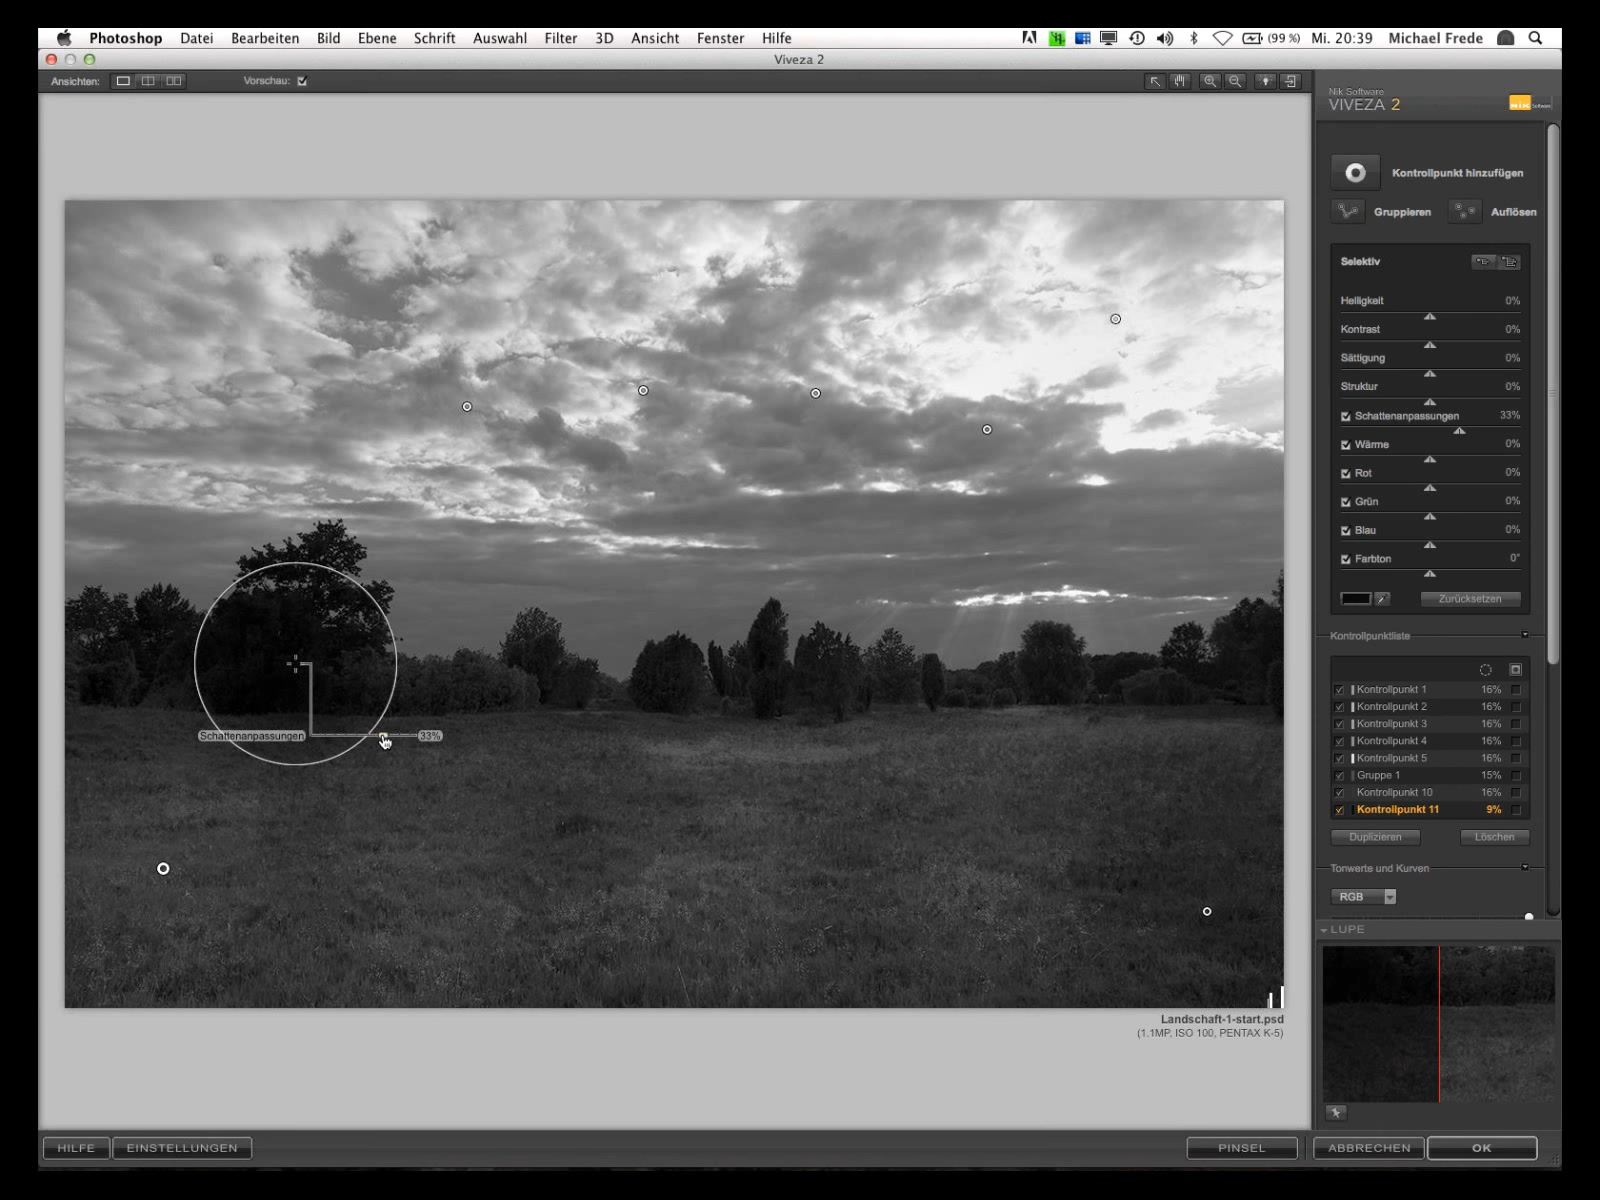 Photoshop Datei Bearbeiten Bild Ebene Schrift Auswahl Filter 3D Ansicht Fenster Hilfe (99 %) Mi. 20:39 Michael Frede
Viveza 2
Ansichten: Vorschau:
Nik Software
VIVEZA 2
Nik Software
Kontrollpunkt hinzufügen
Gruppieren Auflösen
Selektiv
Helligkeit 0%
Kontrast 0%
Sättigung 0%
Struktur 0%
Schattenanpassungen 33%
Wärme 0%
Rot 0%
Grün 0%
Blau 0%
Farbton 0°
Zurücksetzen
Kontrollpunktliste
Kontrollpunkt 1 16%
Kontrollpunkt 2 16%
Kontrollpunkt 3 16%
Kontrollpunkt 4 16%
Kontrollpunkt 5 16%
Gruppe 1 15%
Kontrollpunkt 10 16%
Kontrollpunkt 11 9%
Duplizieren Löschen
Tonwerte und Kurven
RGB
LUPE
Schattenanpassungen 33%
Landschaft-1-start.psd
(1.1MP, ISO 100, PENTAX K-5)
HILFE EINSTELLUNGEN PINSEL ABBRECHEN OK